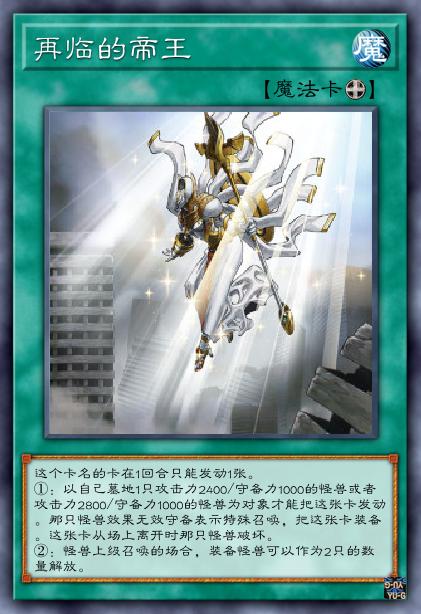 再临的帝王
魔
【魔法卡】
这个卡名的卡在1回合只能发动1张。
①：以自己墓地1只攻击力2400/守备力1000的怪兽或者
攻击力2800/守备力1000的怪兽为对象才能把这张卡发动
。那只怪兽效果无效守备表示特殊召唤，把这张卡装备
。这张卡从场上离开时那只怪兽破坏。
②：怪兽上级召唤的场合，装备怪兽可以作为2只的数
量解放。